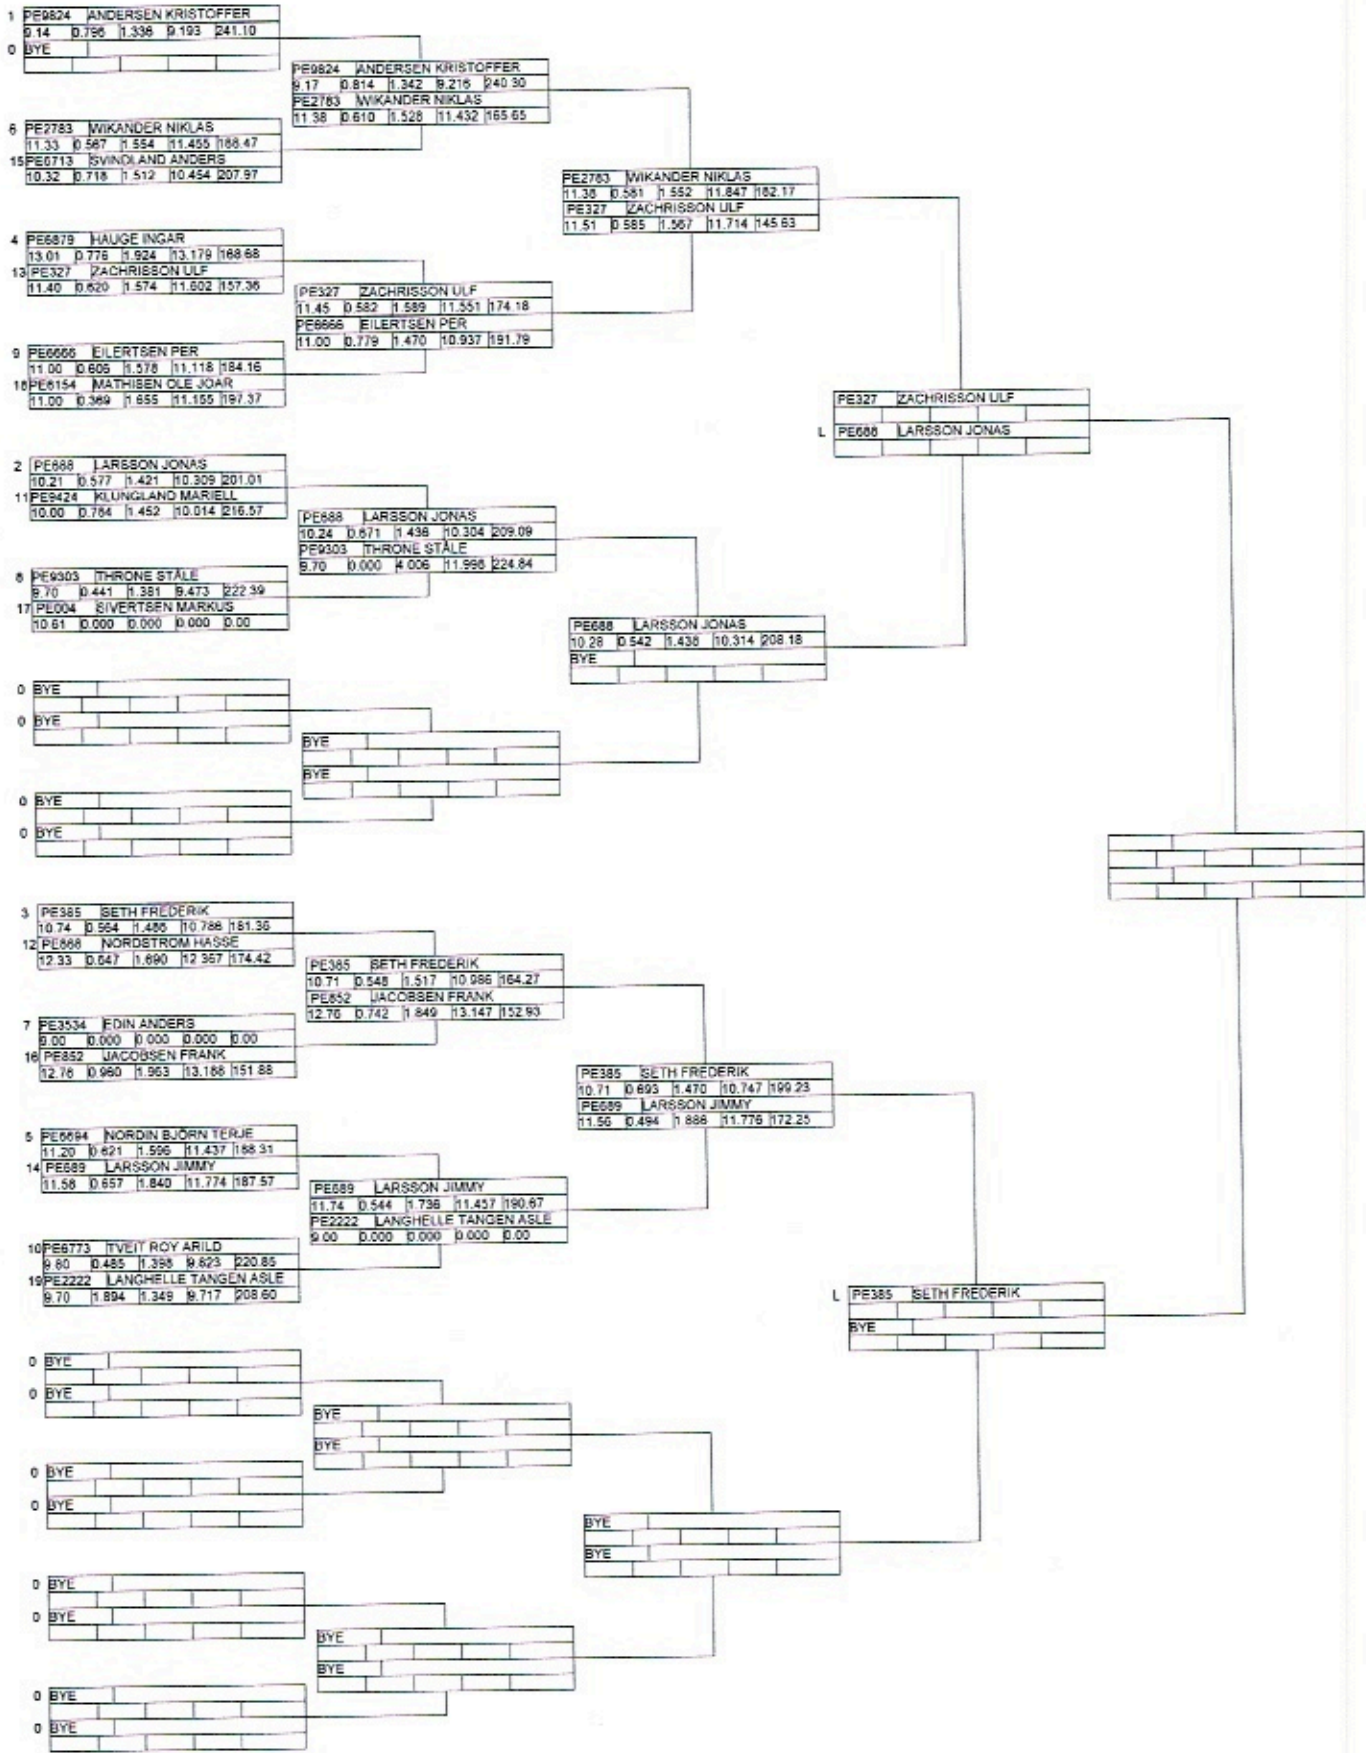 1 PE9824 ANDERSEN KRISTOFFER
9.14 0.796 1.336 9.193 241.10
0 BYE
6 PE2783 WIKANDER NIKLAS
11.33 0.567 1.554 11.455 168.47
15 PE6713 SVINDLAND ANDERS
10.32 0.718 1.512 10.454 207.97
4 PE6879 HAUGE INGAR
13.01 0.776 1.924 13.179 168.68
13 PE327 ZACHRISSON ULF
11.40 0.620 1.574 11.602 157.36
9 PE6666 EILERTSEN PER
11.00 0.606 1.578 11.118 184.16
18 PE6154 MATHISEN OLE JOAR
11.00 0.369 1.655 11.155 197.37
2 PE688 LARSSON JONAS
10.21 0.577 1.421 10.309 201.01
11 PE9424 KLUNGLAND MARIELL
10.00 0.764 1.452 10.014 216.57
8 PE9303 THRONE STÅLE
9.70 0.441 1.381 9.473 222.39
17 PE004 SIVERTSEN MARKUS
10.61 0.000 0.000 0.000 0.00
0 BYE
0 BYE
0 BYE
0 BYE
3 PE385 SETH FREDERIK
10.74 0.564 1.486 10.786 181.36
12 PE868 NORDSTROM HASSE
12.33 0.647 1.690 12.367 174.42
7 PE3534 EDIN ANDERS
9.00 0.000 0.000 0.000 0.00
16 PE852 JACOBSEN FRANK
12.76 0.960 1.953 13.188 151.88
5 PE6694 NORDIN BJÖRN TERJE
11.20 0.621 1.596 11.437 168.31
14 PE689 LARSSON JIMMY
11.56 0.657 1.840 11.774 187.57
10 PE6773 TVEIT ROY ARILD
9.80 0.485 1.398 9.823 220.85
19 PE2222 LANGHELLE TANGEN ASLE
9.70 1.894 1.349 9.717 208.60
0 BYE
0 BYE
0 BYE
0 BYE
0 BYE
0 BYE
0 BYE
0 BYE
PE9824 ANDERSEN KRISTOFFER
9.17 0.814 1.342 9.216 240.30
PE2783 WIKANDER NIKLAS
11.38 0.610 1.528 11.432 165.65
PE327 ZACHRISSON ULF
11.45 0.582 1.589 11.551 174.18
PE6666 EILERTSEN PER
11.00 0.779 1.470 10.937 191.79
PE688 LARSSON JONAS
10.24 0.671 1.436 10.304 209.09
PE9303 THRONE STÅLE
9.70 0.000 4.006 11.996 224.84
BYE
BYE
PE385 SETH FREDERIK
10.71 0.548 1.517 10.986 164.27
PE852 JACOBSEN FRANK
12.76 0.742 1.849 13.147 152.93
PE689 LARSSON JIMMY
11.74 0.544 1.736 11.457 190.67
PE2222 LANGHELLE TANGEN ASLE
9.00 0.000 0.000 0.000 0.00
BYE
BYE
BYE
BYE
PE2783 WIKANDER NIKLAS
11.38 0.581 1.552 11.847 162.17
PE327 ZACHRISSON ULF
11.51 0.585 1.567 11.714 145.63
PE688 LARSSON JONAS
10.28 0.542 1.438 10.314 208.18
BYE
PE385 SETH FREDERIK
10.71 0.693 1.470 10.747 199.23
PE689 LARSSON JIMMY
11.56 0.494 1.886 11.776 172.25
BYE
BYE
PE327 ZACHRISSON ULF
L PE688 LARSSON JONAS
L PE385 SETH FREDERIK
BYE